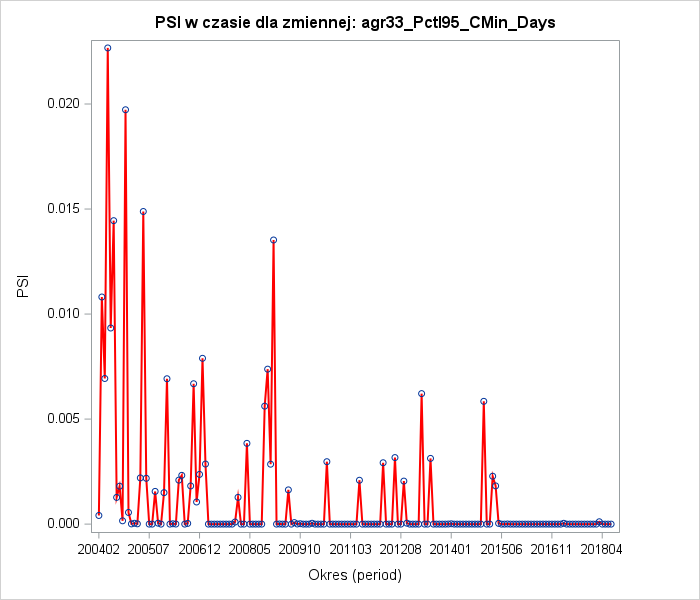 PSI w czasie dla zmiennej: agr33_Pctl95_CMin_Days
0.020
0.015
0.010
0.005
0.000
PSI
200402 200507 200612 200805 200910 201103 201208 201401 201506 201611 201804
Okres (period)